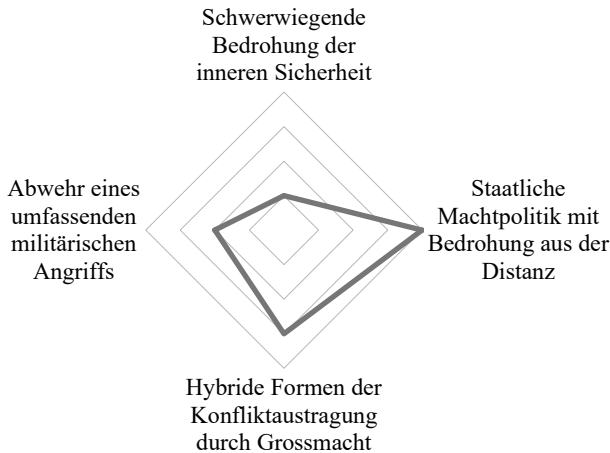 Schwerwiegende
Bedrohung der
inneren Sicherheit
Abwehr eines
umfassenden
militärischen
Angriffs
Staatliche
Machtpolitik mit
Bedrohung aus der
Distanz
Hybride Formen der
Konfliktaustragung
durch Grossmacht